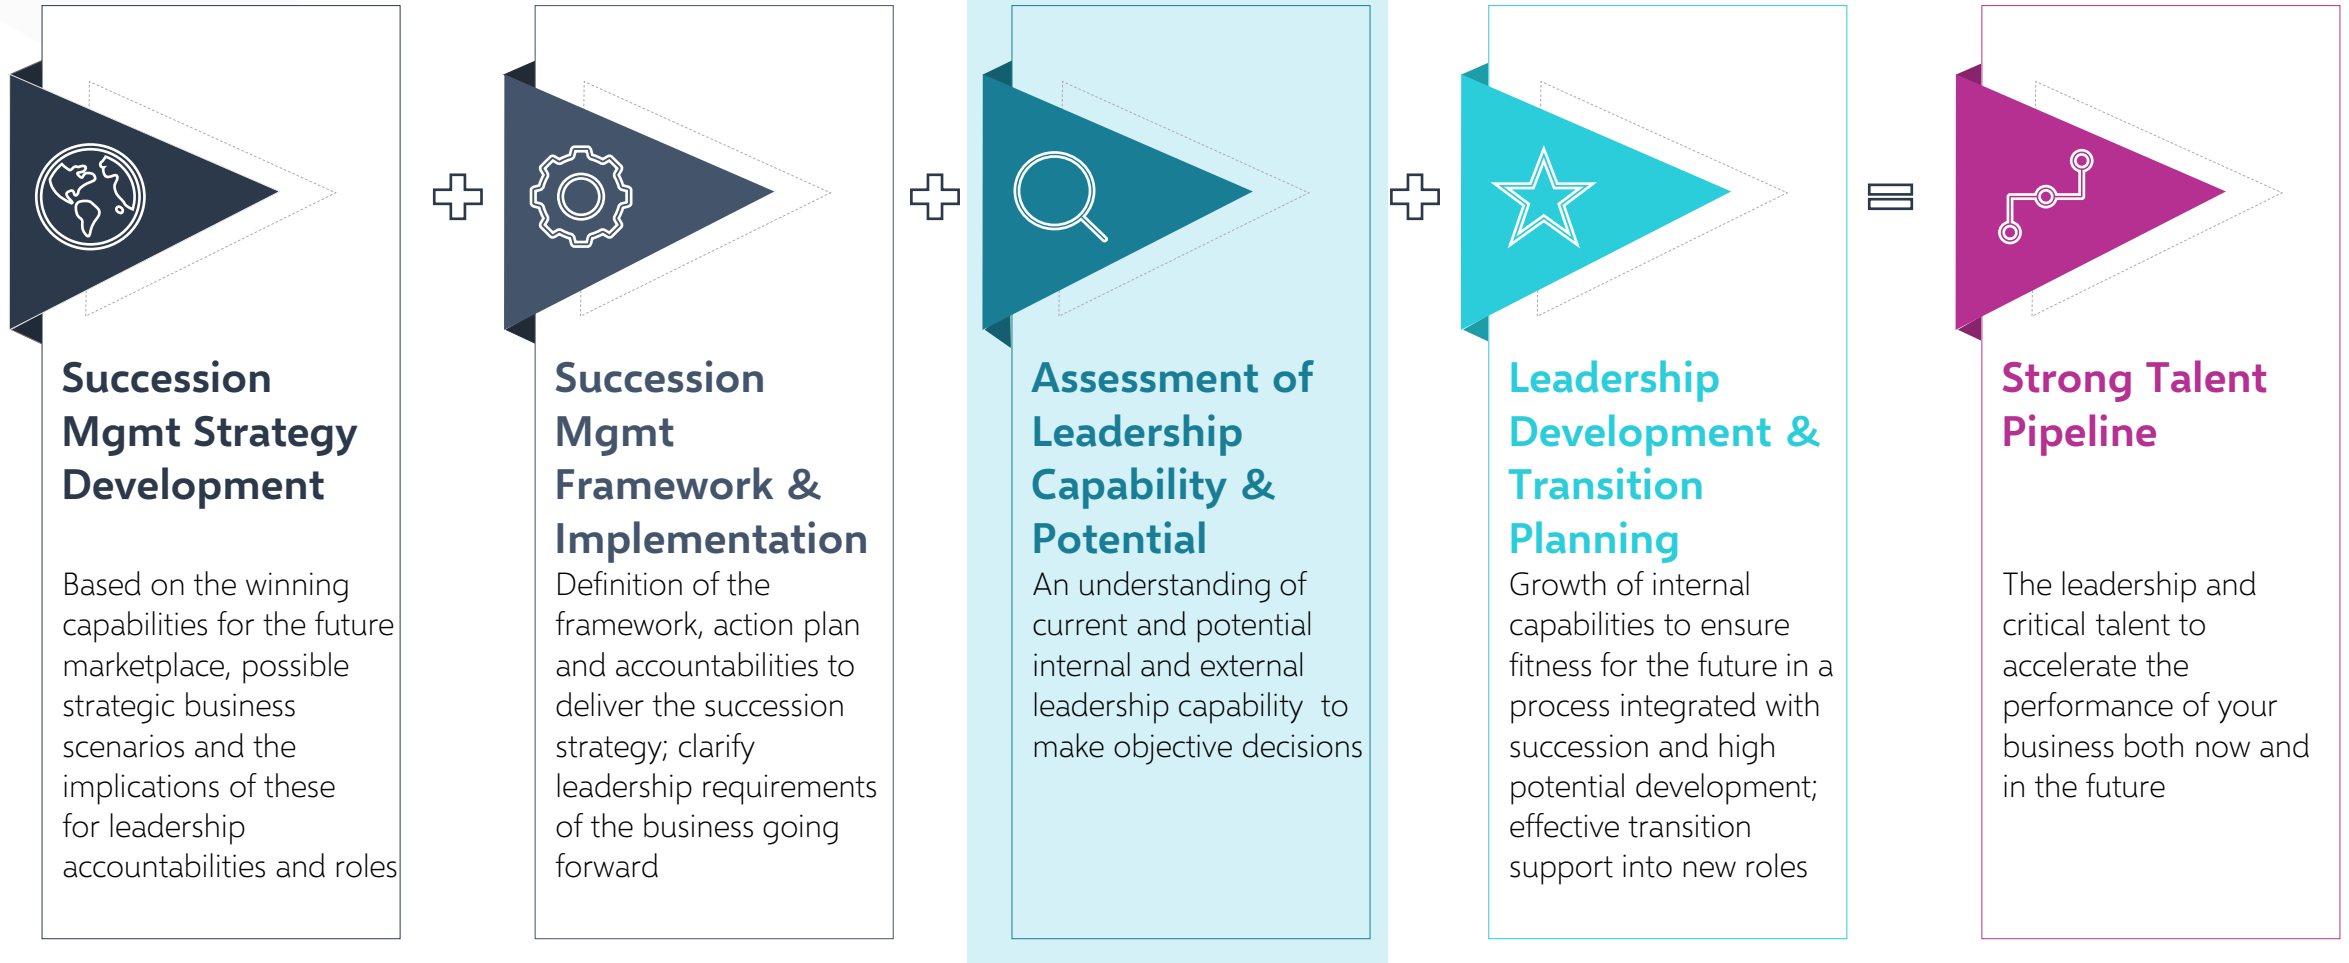 Succession
Mgmt Strategy
Development
Based on the winning
capabilities for the future
marketplace, possible
strategic business
scenarios and the
implications of these
for leadership
accountabilities and roles
Succession
Mgmt
Framework &
Implementation
Definition of the
framework, action plan
and accountabilities to
deliver the succession
strategy; clarify
leadership requirements
of the business going
forward
Assessment of
Leadership
Capability &
Potential
An understanding of
current and potential
internal and external
leadership capability  to
make objective decisions
Leadership
Development &
Transition
Planning
Growth of internal
capabilities to ensure
fitness for the future in a
process integrated with
succession and high
potential development;
effective transition
support into new roles
Strong Talent
Pipeline
The leadership and
critical talent to
accelerate the
performance of your
business both now and
in the future